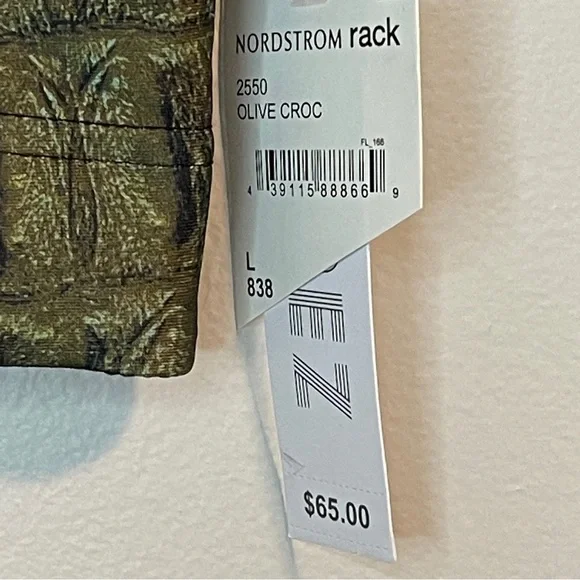 NORDSTROM rack
2550
OLIVE CROC
FL_168
4 39115 88866 9
L
838
$65.00